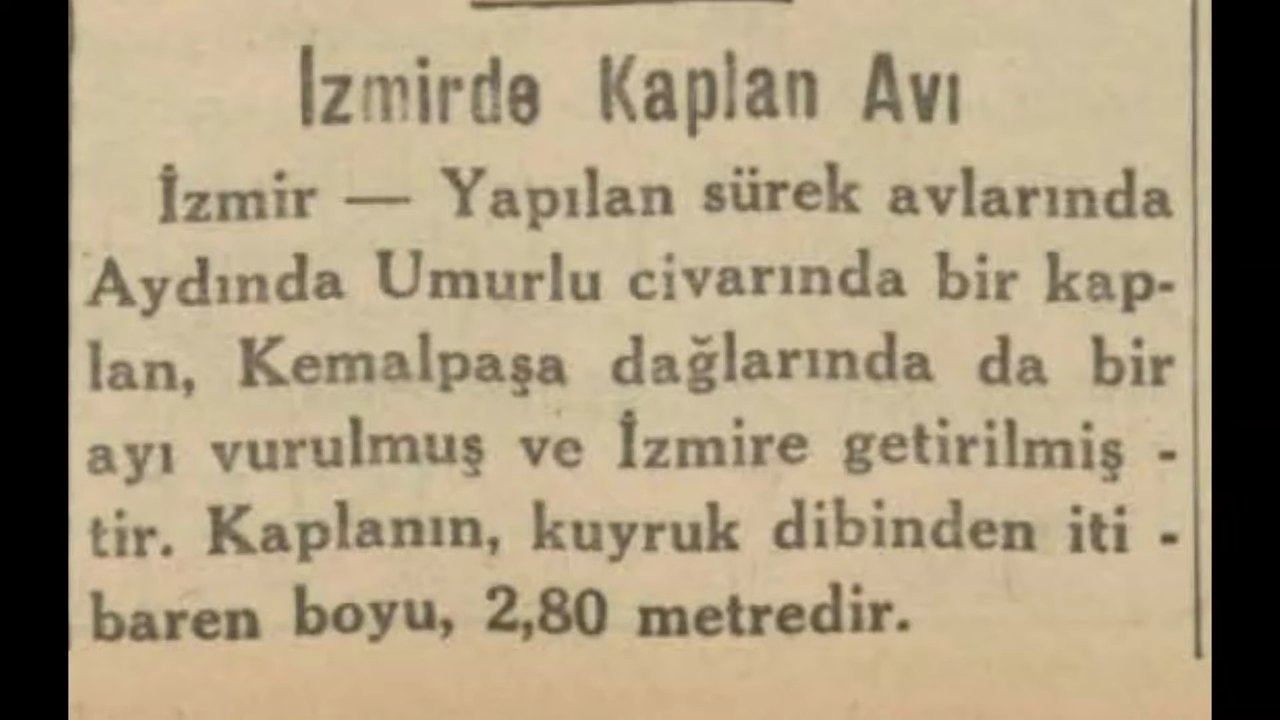 İzmirde Kaplan Avı
İzmir — Yapılan sürek avlarında
Aydında Umurlu civarında bir kap-
lan, Kemalpaşa dağlarında da bir
ayı vurulmuş ve İzmire getirilmiş -
tir. Kaplanın, kuyruk dibinden iti -
baren boyu, 2,80 metredir.